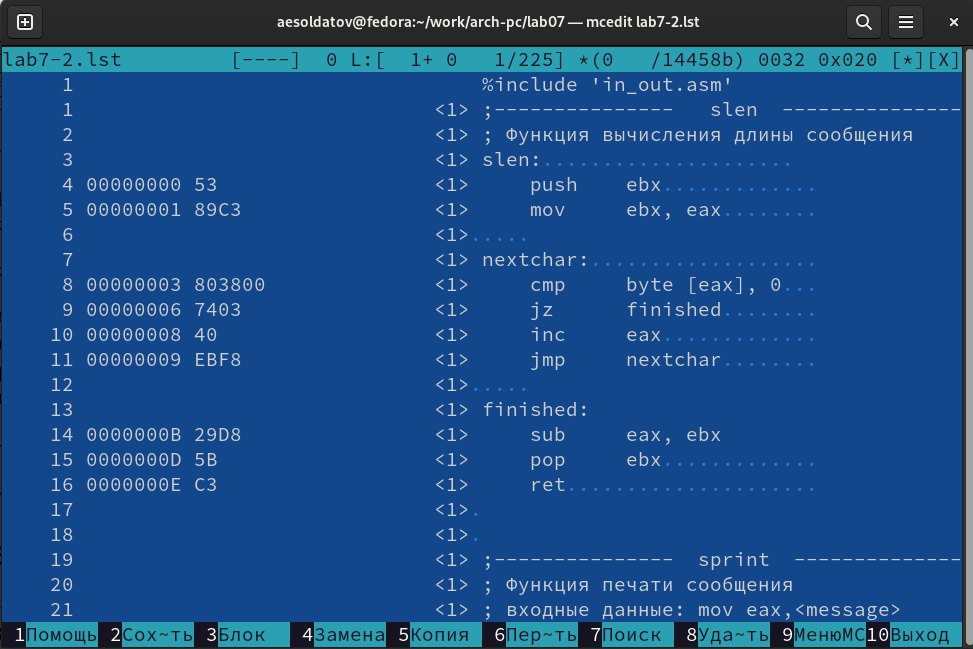 aesoldatov@fedora:~/work/arch-pc/lab07 — mcedit lab7-2.lst
lab7-2.lst [----] 0 L:[ 1+ 0 1/225] *(0 /14458b) 0032 0x020 [*][X]
1 %include 'in_out.asm'
1 <1> ;--------------- slen ---------------
2 <1> ; Функция вычисления длины сообщения
3 <1> slen:.....................
4 00000000 53 <1> push ebx.............
5 00000001 89C3 <1> mov ebx, eax........
6 <1>.....
7 <1> nextchar:...................
8 00000003 803800 <1> cmp byte [eax], 0...
9 00000006 7403 <1> jz finished........
10 00000008 40 <1> inc eax.............
11 00000009 EBF8 <1> jmp nextchar........
12 <1>.....
13 <1> finished:
14 0000000B 29D8 <1> sub eax, ebx
15 0000000D 5B <1> pop ebx.............
16 0000000E C3 <1> ret.....................
17 <1>.
18 <1>.
19 <1> ;--------------- sprint --------------
20 <1> ; Функция печати сообщения
21 <1> ; входные данные: mov eax,<message>
1Помощь 2Сох~ть 3Блок 4Замена 5Копия 6Пер~ть 7Поиск 8Уда~ть 9МенюMC 10Выход